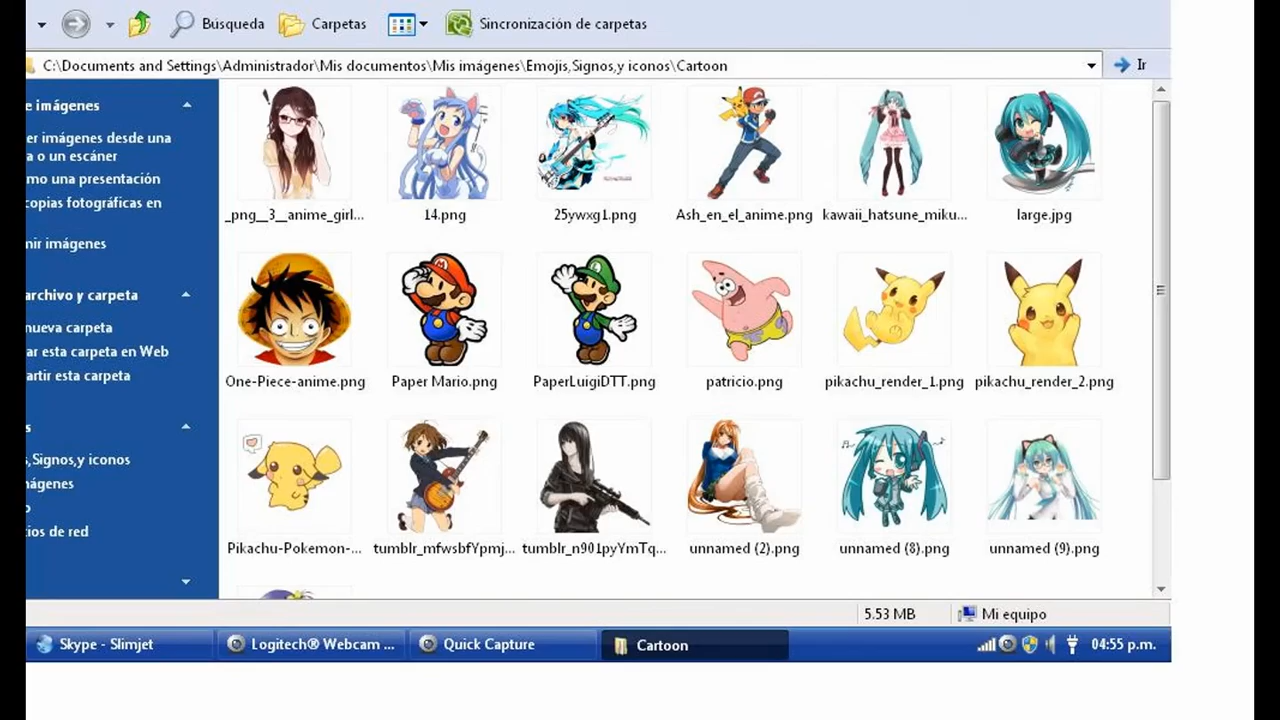 Búsqueda Carpetas Sincronización de carpetas
C:\Documents and Settings\Administrador\Mis documentos\Mis imágenes\Emojis,Signos,y iconos\Cartoon Ir
e imágenes
er imágenes desde una
a o un escáner
mo una presentación
copias fotográficas en
nir imágenes
archivo y carpeta
nueva carpeta
ar esta carpeta en Web
artir esta carpeta
s
s,Signos,y iconos
nágenes
o
cios de red
_png__3__anime_girl... 14.png 25ywxg1.png Ash_en_el_anime.png kawaii_hatsune_miku... large.jpg
One-Piece-anime.png Paper Mario.png PaperLuigiDTT.png patricio.png pikachu_render_1.png pikachu_render_2.png
Pikachu-Pokemon-... tumblr_mfwsbfYpmj... tumblr_n901pyYmTq... unnamed (2).png unnamed (8).png unnamed (9).png
5.53 MB Mi equipo
Skype - Slimjet Logitech® Webcam ... Quick Capture Cartoon 04:55 p.m.